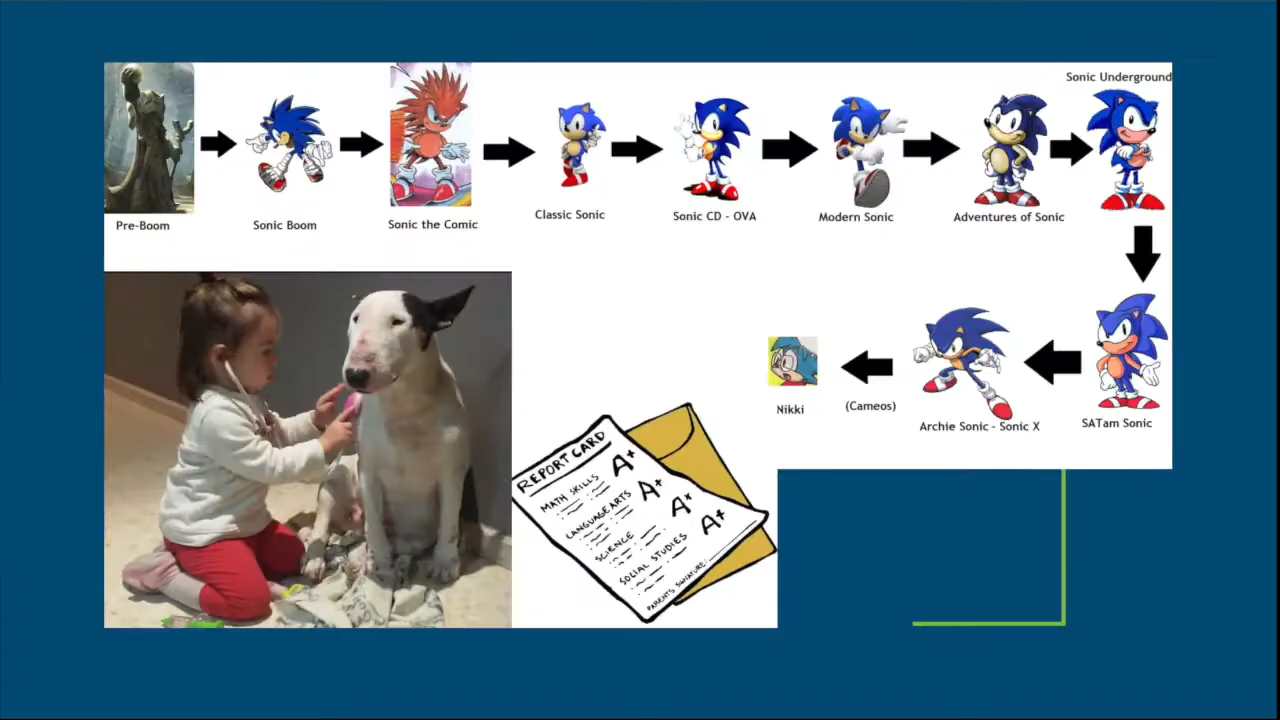 Sonic Underground
Pre-Boom
Sonic Boom
Sonic the Comic
Classic Sonic
Sonic CD - OVA
Modern Sonic
Adventures of Sonic
Nikki
(Cameos)
Archie Sonic - Sonic X
SATam Sonic
REPORT CARD
MATH SKILLS A+
LANGUAGE ARTS A+
SCIENCE A+
SOCIAL STUDIES A+
PARENTS SIGNATURE: